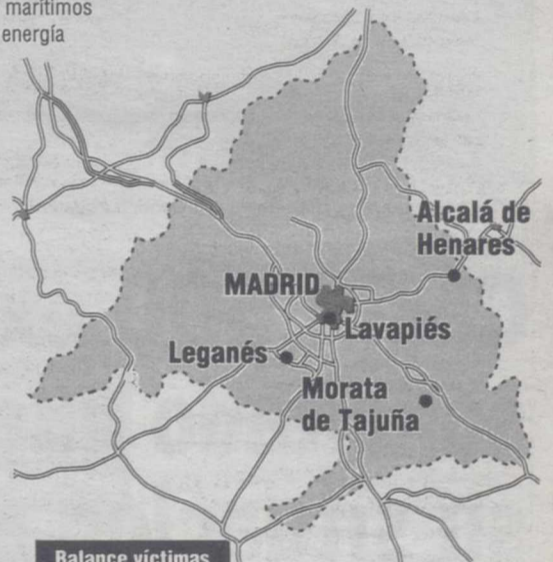 marítimos
energía
Alcalá de
Henares
MADRID
Lavapiés
Leganés
Morata
de Tajuña
Balance víctimas